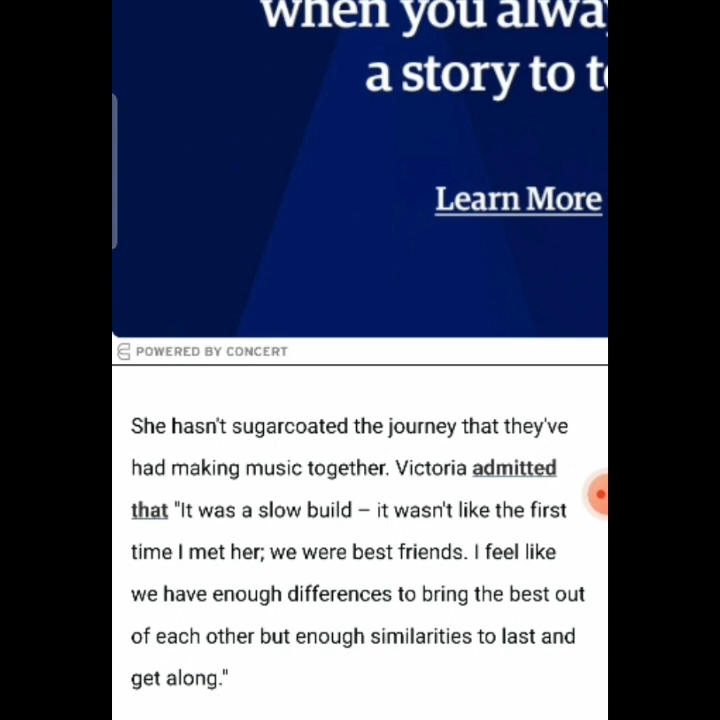 when you alwa
a story to t
Learn More
POWERED BY CONCERT
She hasn't sugarcoated the journey that they've
had making music together. Victoria admitted
that "It was a slow build – it wasn't like the first
time I met her; we were best friends. I feel like
we have enough differences to bring the best out
of each other but enough similarities to last and
get along."